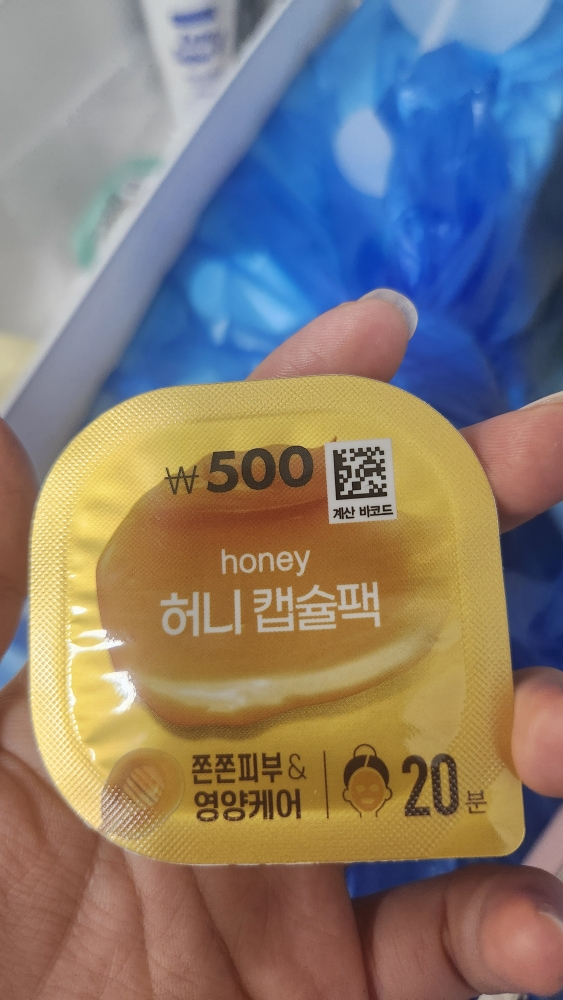 ₩500
계산 바코드
honey
허니 캡슐팩
쫀쫀피부&
영양케어
20분